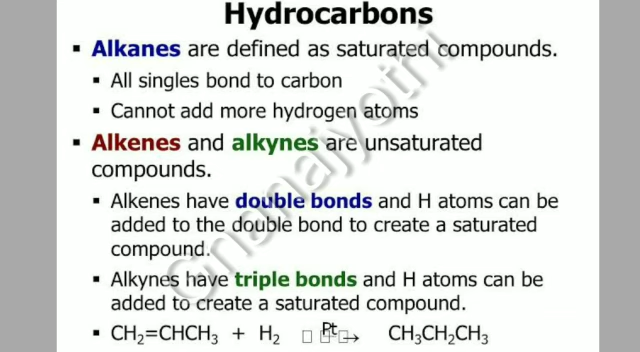 Hydrocarbons
▪ Alkanes are defined as saturated compounds.
▪ All singles bond to carbon
▪ Cannot add more hydrogen atoms
▪ Alkenes and alkynes are unsaturated
compounds.
▪ Alkenes have double bonds and H atoms can be
added to the double bond to create a saturated
compound.
▪ Alkynes have triple bonds and H atoms can be
added to create a saturated compound.
▪ CH₂=CHCH₃ + H₂ Pt → CH₃CH₂CH₃
Gnanajyothi